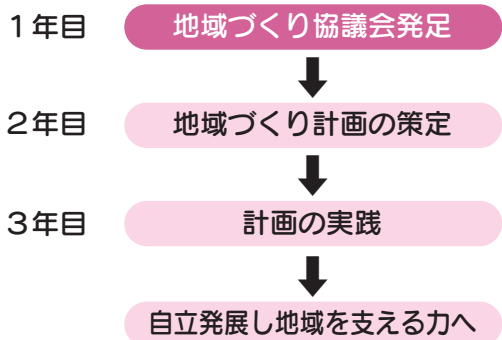 1年目 地域づくり協議会発足
2年目 地域づくり計画の策定
3年目 計画の実践
自立発展し地域を支える力へ